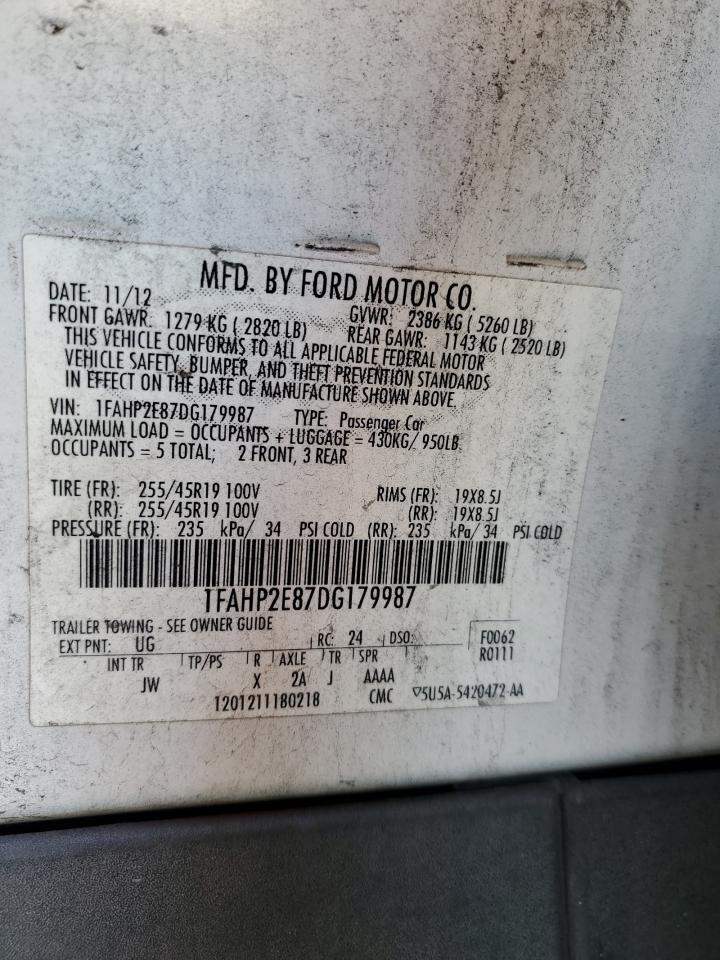 MFD. BY FORD MOTOR CO.
DATE: 11/12 GVWR: 2386 KG ( 5260 LB)
FRONT GAWR: 1279 KG ( 2820 LB) REAR GAWR: 1143 KG ( 2520 LB)
THIS VEHICLE CONFORMS TO ALL APPLICABLE FEDERAL MOTOR
VEHICLE SAFETY, BUMPER, AND THEFT PREVENTION STANDARDS
IN EFFECT ON THE DATE OF MANUFACTURE SHOWN ABOVE.
VIN: 1FAHP2E87DG179987 TYPE: Passenger Car
MAXIMUM LOAD = OCCUPANTS + LUGGAGE = 430KG/ 950LB
OCCUPANTS = 5 TOTAL; 2 FRONT, 3 REAR
TIRE (FR): 255/45R19 100V RIMS (FR): 19X8.5J
(RR): 255/45R19 100V (RR): 19X8.5J
PRESSURE (FR): 235 kPa/ 34 PSI COLD (RR): 235 kPa/ 34 PSI COLD
1FAHP2E87DG179987
TRAILER TOWING - SEE OWNER GUIDE
EXT PNT: UG RC: 24 DSO: F0062
R0111
INT TR TP/PS R AXLE TR SPR
JW X 2A J AAAA
1201211180218 CMC ▽5U5A-5420472-AA